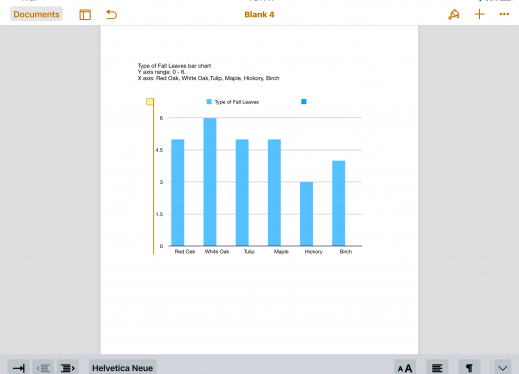 Documents
Blank 4
Type of Fall Leaves bar chart
Y axis range: 0 - 6.
X axis: Red Oak, White Oak,Tulip, Maple, Hickory, Birch
Type of Fall Leaves
6
4.5
3
1.5
0
Red Oak White Oak Tulip Maple Hickory Birch
Helvetica Neue
AA